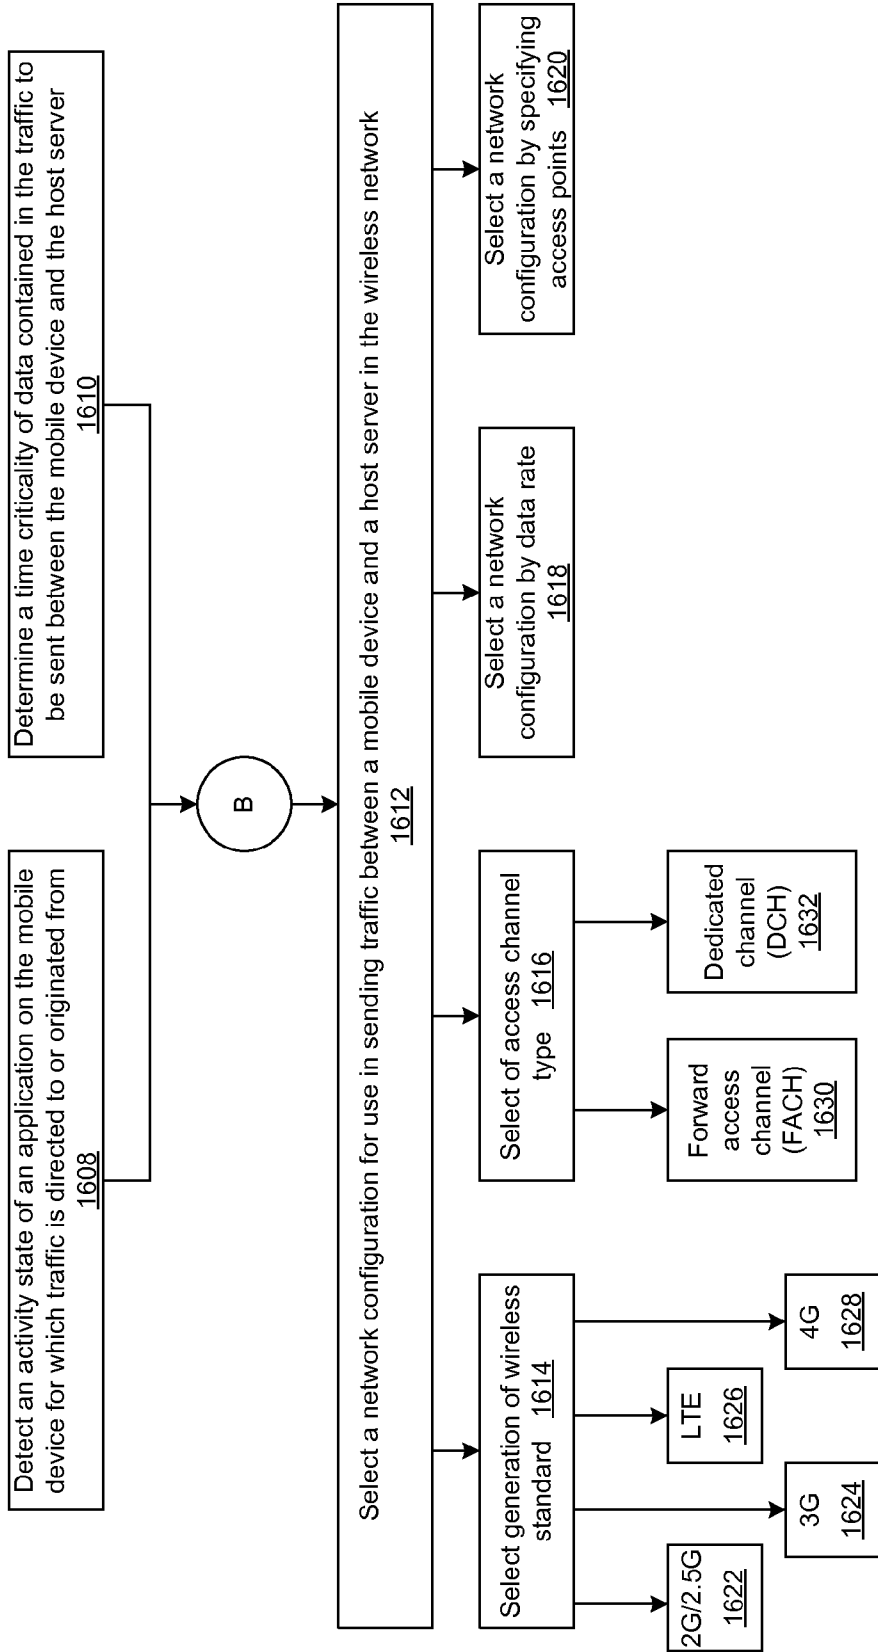 Detect an activity state of an application on the mobile
device for which traffic is directed to or originated from
1608
Determine a time criticality of data contained in the traffic to
be sent between the mobile device and the host server
1610
B
Select a network configuration for use in sending traffic between a mobile device and a host server in the wireless network
1612
Select generation of wireless
standard 1614
Select of access channel
type 1616
Select a network
configuration by data rate
1618
Select a network
configuration by specifying
access points 1620
2G/2.5G
1622
3G
1624
LTE
1626
4G
1628
Forward
access
channel
(FACH)
1630
Dedicated
channel
(DCH)
1632